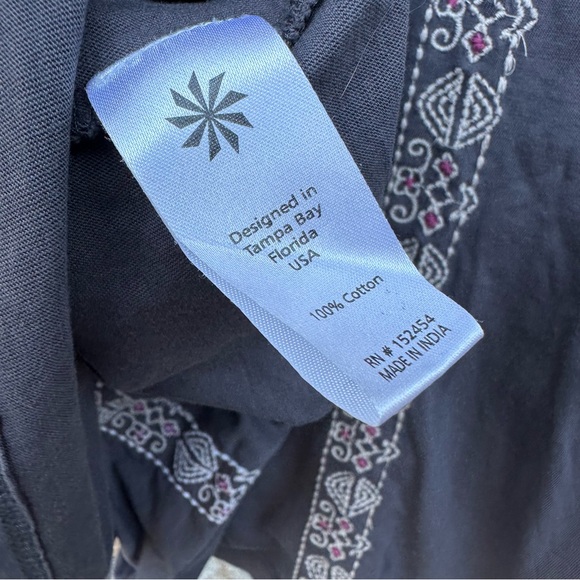 Designed in
Tampa Bay
Florida
USA
100% Cotton
RN # 152454
MADE IN INDIA